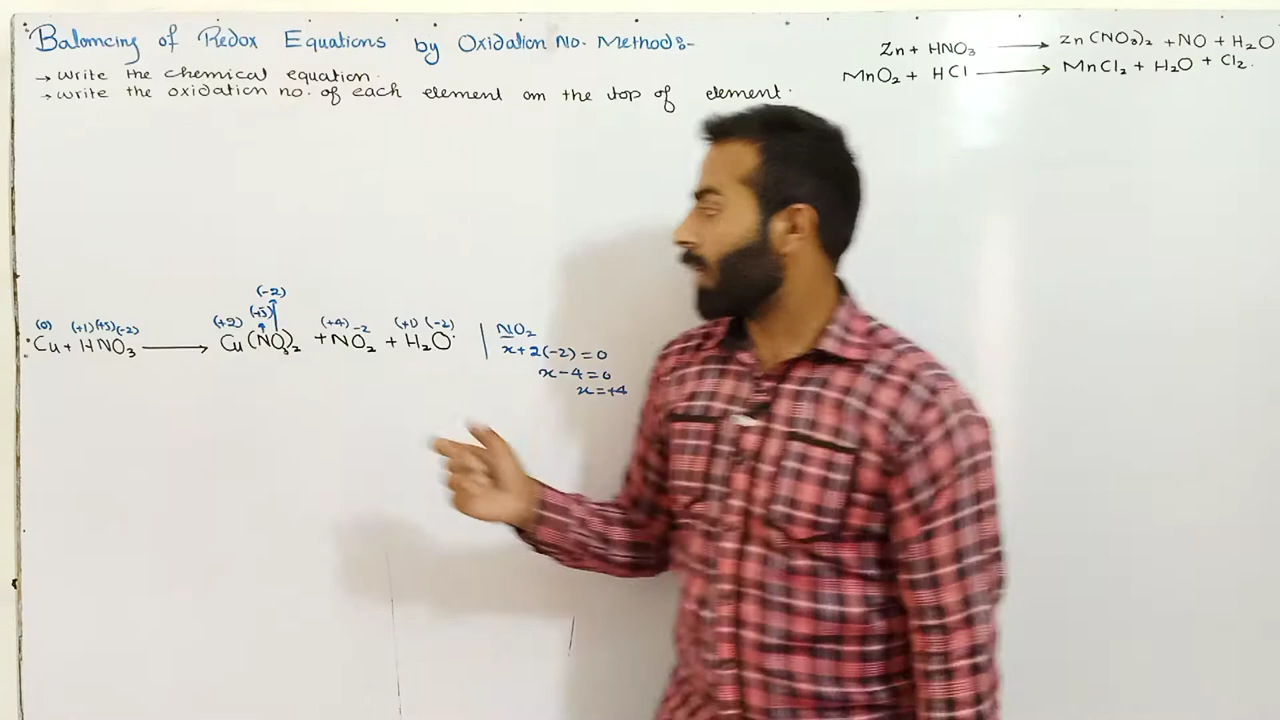 Balancing of Redox Equations by Oxidation No. Method:-
→ Write the chemical equation.
→ Write the oxidation no. of each element on the top of element.
Zn + HNO₃ ⟶ Zn(NO₃)₂ + NO + H₂O
MnO₂ + HCl ⟶ MnCl₂ + H₂O + Cl₂.
(-2)
(0) (+1)(+5)(-2) (+2) (+5) (+4) -2 (+1) (-2)
Cu + HNO₃ ⟶ Cu(NO₃)₂ + NO₂ + H₂O
NO₂
x+2(-2)=0
x-4=0
x=+4